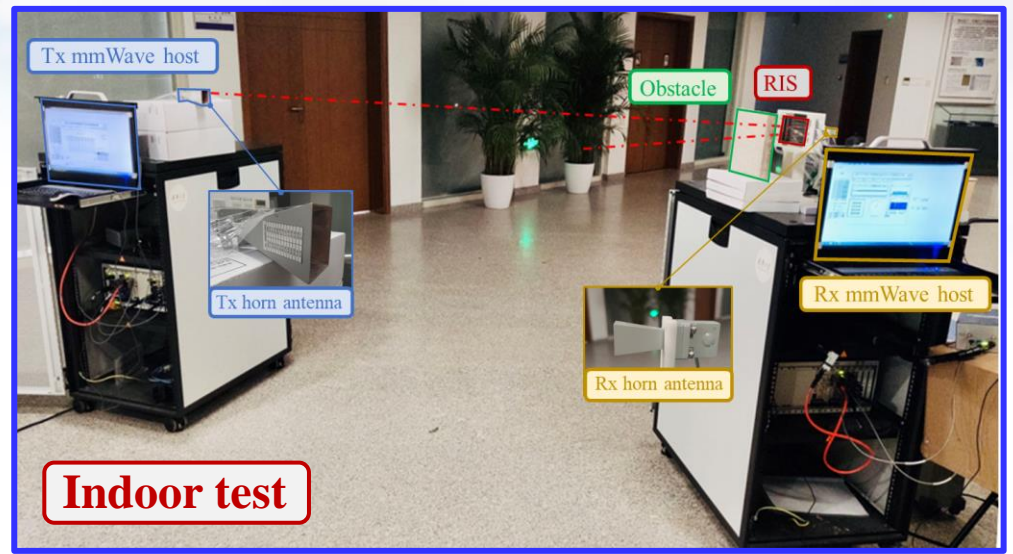 Tx mmWave host
Obstacle
RIS
Tx horn antenna
Rx mmWave host
Rx horn antenna
Indoor test